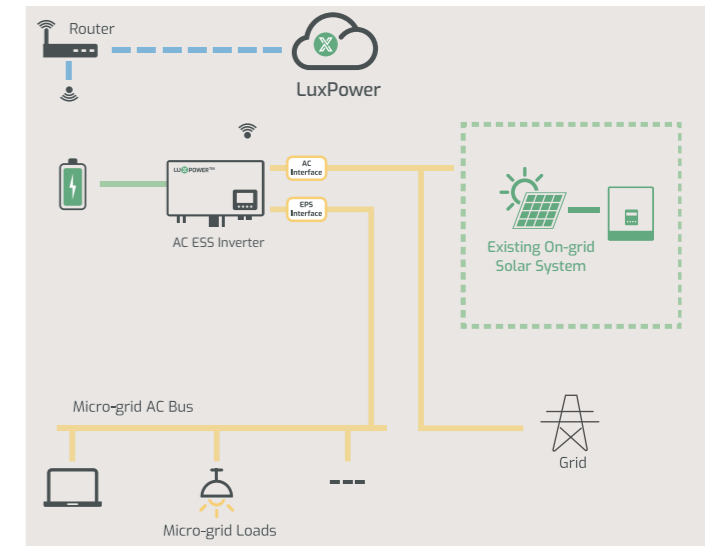 Router
LuxPower
LUXPOWERTEK
AC
Interface
EPS
Interface
AC ESS Inverter
Existing On-grid
Solar System
Micro-grid AC Bus
Grid
Micro-grid Loads